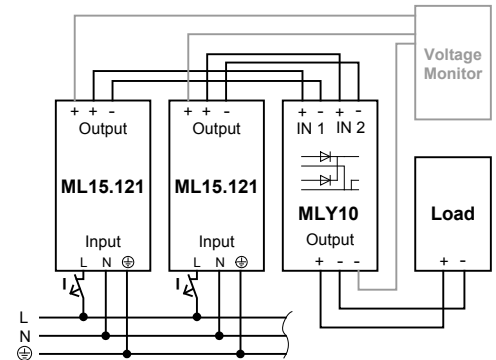 Voltage
Monitor
+ + -
+ + -
+ - + -
Output
Output
IN 1 IN 2
ML15.121
ML15.121
MLY10
Load
Input
Input
Output
L N
L N
+ - -
+ -
I
I
L
N